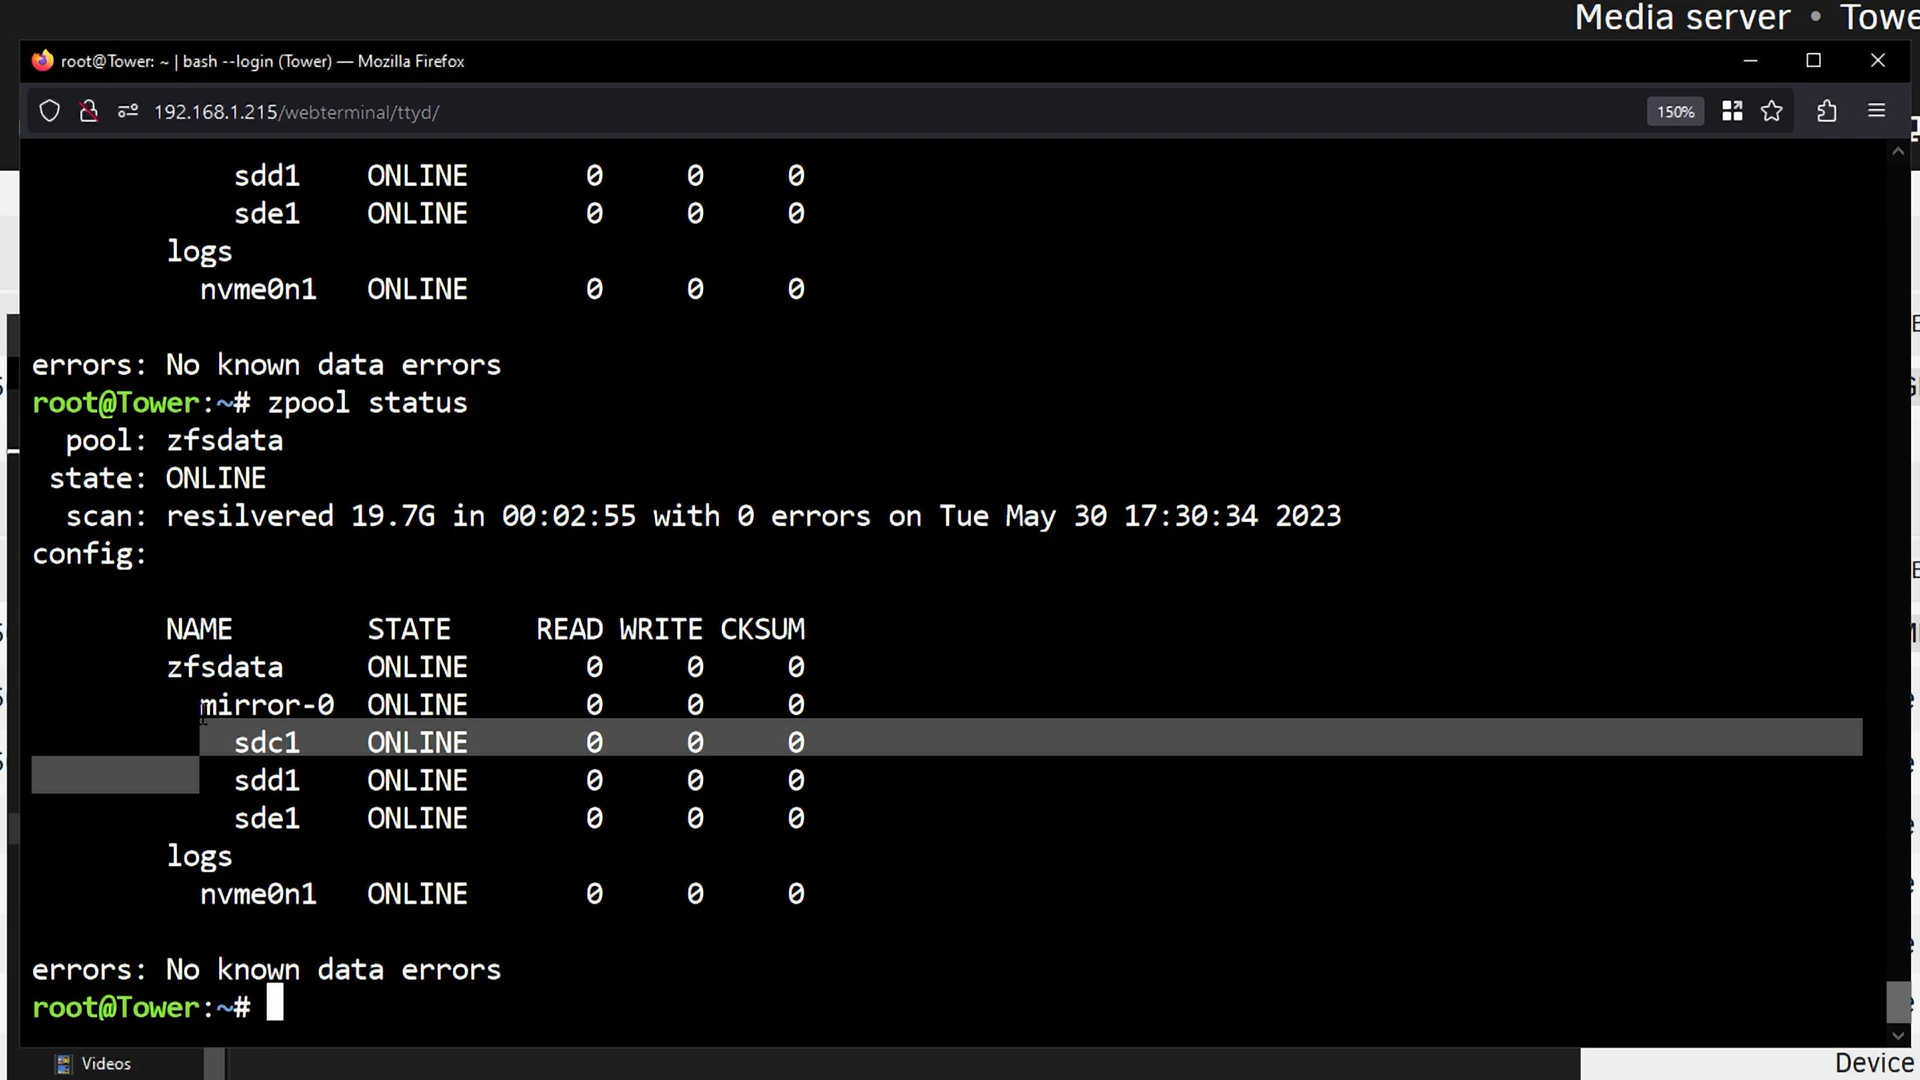 Media server • Towe
root@Tower: ~ | bash --login (Tower) — Mozilla Firefox
192.168.1.215/webterminal/ttyd/
150%
sdd1 ONLINE 0 0 0
sde1 ONLINE 0 0 0
logs
nvme0n1 ONLINE 0 0 0
errors: No known data errors
root@Tower:~# zpool status
pool: zfsdata
state: ONLINE
scan: resilvered 19.7G in 00:02:55 with 0 errors on Tue May 30 17:30:34 2023
config:
NAME STATE READ WRITE CKSUM
zfsdata ONLINE 0 0 0
mirror-0 ONLINE 0 0 0
sdc1 ONLINE 0 0 0
sdd1 ONLINE 0 0 0
sde1 ONLINE 0 0 0
logs
nvme0n1 ONLINE 0 0 0
errors: No known data errors
root@Tower:~#
Videos
Device